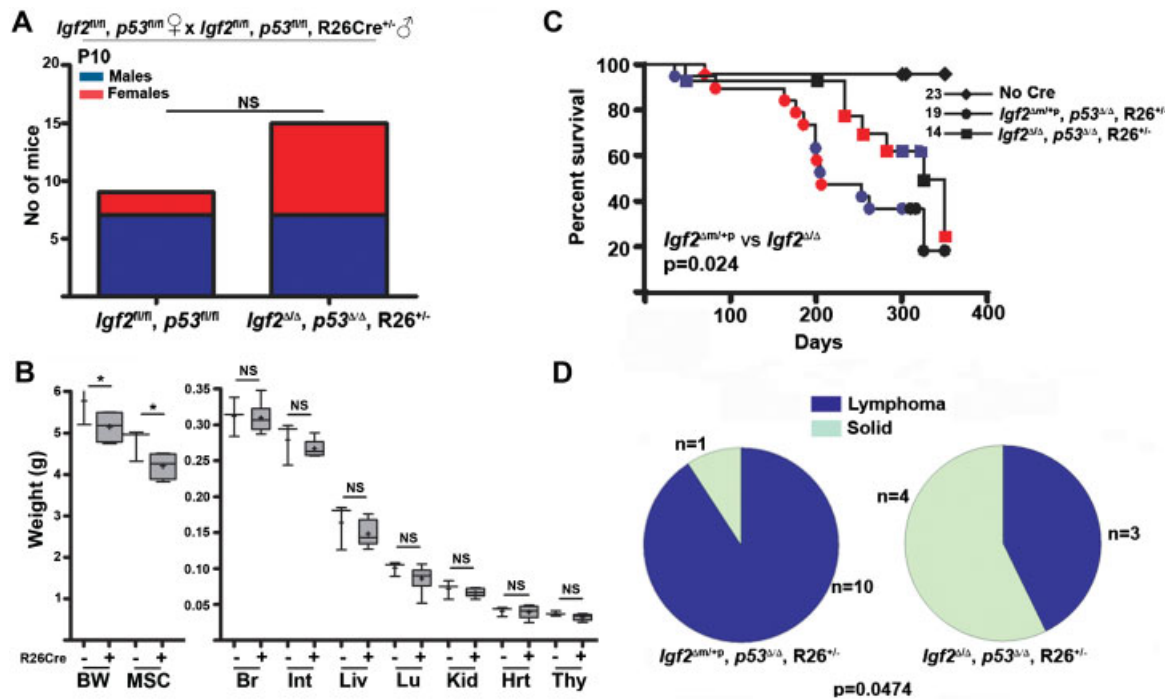 A
Igf2fl/fl, p53fl/fl ♀ x Igf2fl/fl, p53fl/fl, R26Cre+/- ♂
P10
Males
Females
NS
No of mice
20
15
10
5
Igf2fl/fl, p53fl/fl
Igf2Δ/Δ, p53Δ/Δ, R26+/-
B
Weight (g)
6
5
4
3
2
1
*
*
0.35
0.30
0.25
0.20
0.15
0.10
0.05
NS
NS
NS
NS
NS
NS
NS
R26Cre
- + - + - + - + - + - + - + - + - +
BW MSC Br Int Liv Lu Kid Hrt Thy
C
Percent survival
100
80
60
40
20
23 No Cre
19 Igf2Δm/+p, p53Δ/Δ, R26+/-
14 Igf2Δ/Δ, p53Δ/Δ, R26+/-
Igf2Δm/+p vs Igf2Δ/Δ
p=0.024
100 200 300 400
Days
D
Lymphoma
Solid
n=1
n=10
n=4
n=3
Igf2Δm/+p, p53Δ/Δ, R26+/-
Igf2Δ/Δ, p53Δ/Δ, R26+/-
p=0.0474